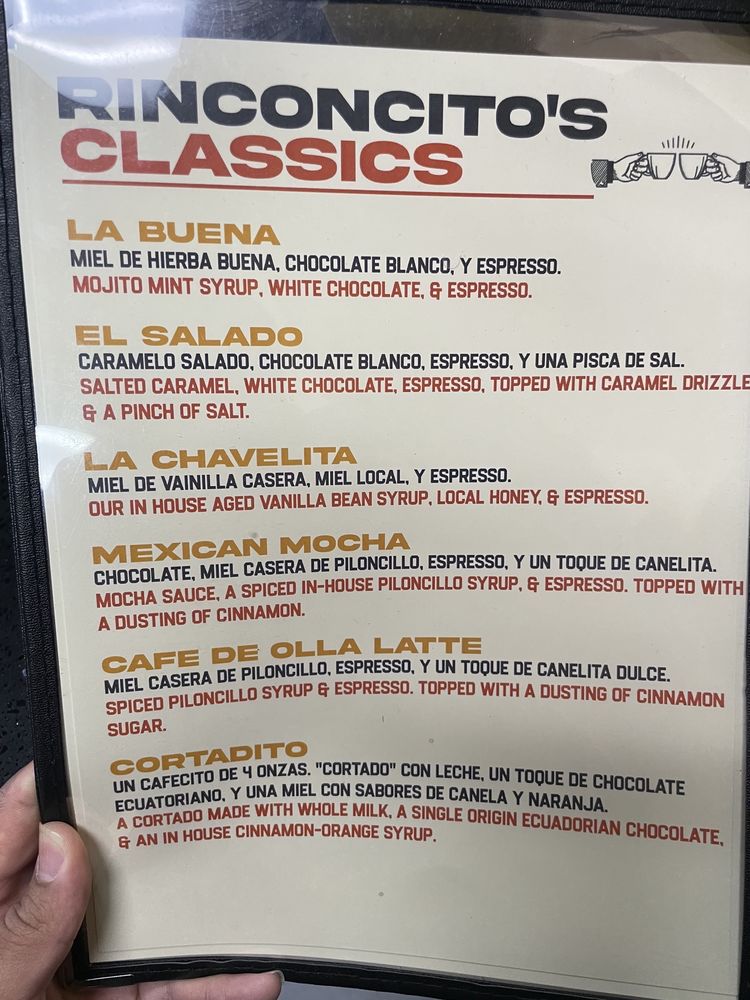 RINCONCITO'S
CLASSICS
LA BUENA
MIEL DE HIERBA BUENA, CHOCOLATE BLANCO, Y ESPRESSO.
MOJITO MINT SYRUP, WHITE CHOCOLATE, & ESPRESSO.
EL SALADO
CARAMELO SALADO, CHOCOLATE BLANCO, ESPRESSO, Y UNA PISCA DE SAL.
SALTED CARAMEL, WHITE CHOCOLATE, ESPRESSO, TOPPED WITH CARAMEL DRIZZLE
& A PINCH OF SALT.
LA CHAVELITA
MIEL DE VAINILLA CASERA, MIEL LOCAL, Y ESPRESSO.
OUR IN HOUSE AGED VANILLA BEAN SYRUP, LOCAL HONEY, & ESPRESSO.
MEXICAN MOCHA
CHOCOLATE, MIEL CASERA DE PILONCILLO, ESPRESSO, Y UN TOQUE DE CANELITA.
MOCHA SAUCE, A SPICED IN-HOUSE PILONCILLO SYRUP, & ESPRESSO. TOPPED WITH
A DUSTING OF CINNAMON.
CAFE DE OLLA LATTE
MIEL CASERA DE PILONCILLO, ESPRESSO, Y UN TOQUE DE CANELITA DULCE.
SPICED PILONCILLO SYRUP & ESPRESSO. TOPPED WITH A DUSTING OF CINNAMON
SUGAR.
CORTADITO
UN CAFECITO DE 4 ONZAS. "CORTADO" CON LECHE, UN TOQUE DE CHOCOLATE
ECUATORIANO, Y UNA MIEL CON SABORES DE CANELA Y NARANJA.
A CORTADO MADE WITH WHOLE MILK, A SINGLE ORIGIN ECUADORIAN CHOCOLATE,
& AN IN HOUSE CINNAMON-ORANGE SYRUP.